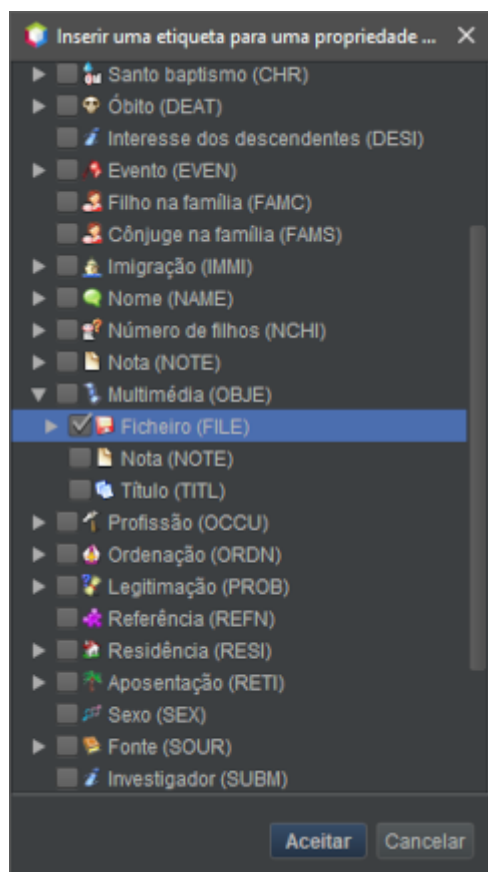 Inserir uma etiqueta para uma propriedade ...
Santo baptismo (CHR)
Óbito (DEAT)
Interesse dos descendentes (DESI)
Evento (EVEN)
Filho na família (FAMC)
Cônjuge na família (FAMS)
Imigração (IMMI)
Nome (NAME)
Número de filhos (NCHI)
Nota (NOTE)
Multimédia (OBJE)
Ficheiro (FILE)
Nota (NOTE)
Título (TITL)
Profissão (OCCU)
Ordenação (ORDN)
Legitimação (PROB)
Referência (REFN)
Residência (RESI)
Aposentação (RETI)
Sexo (SEX)
Fonte (SOUR)
Investigador (SUBM)
Aceitar Cancelar